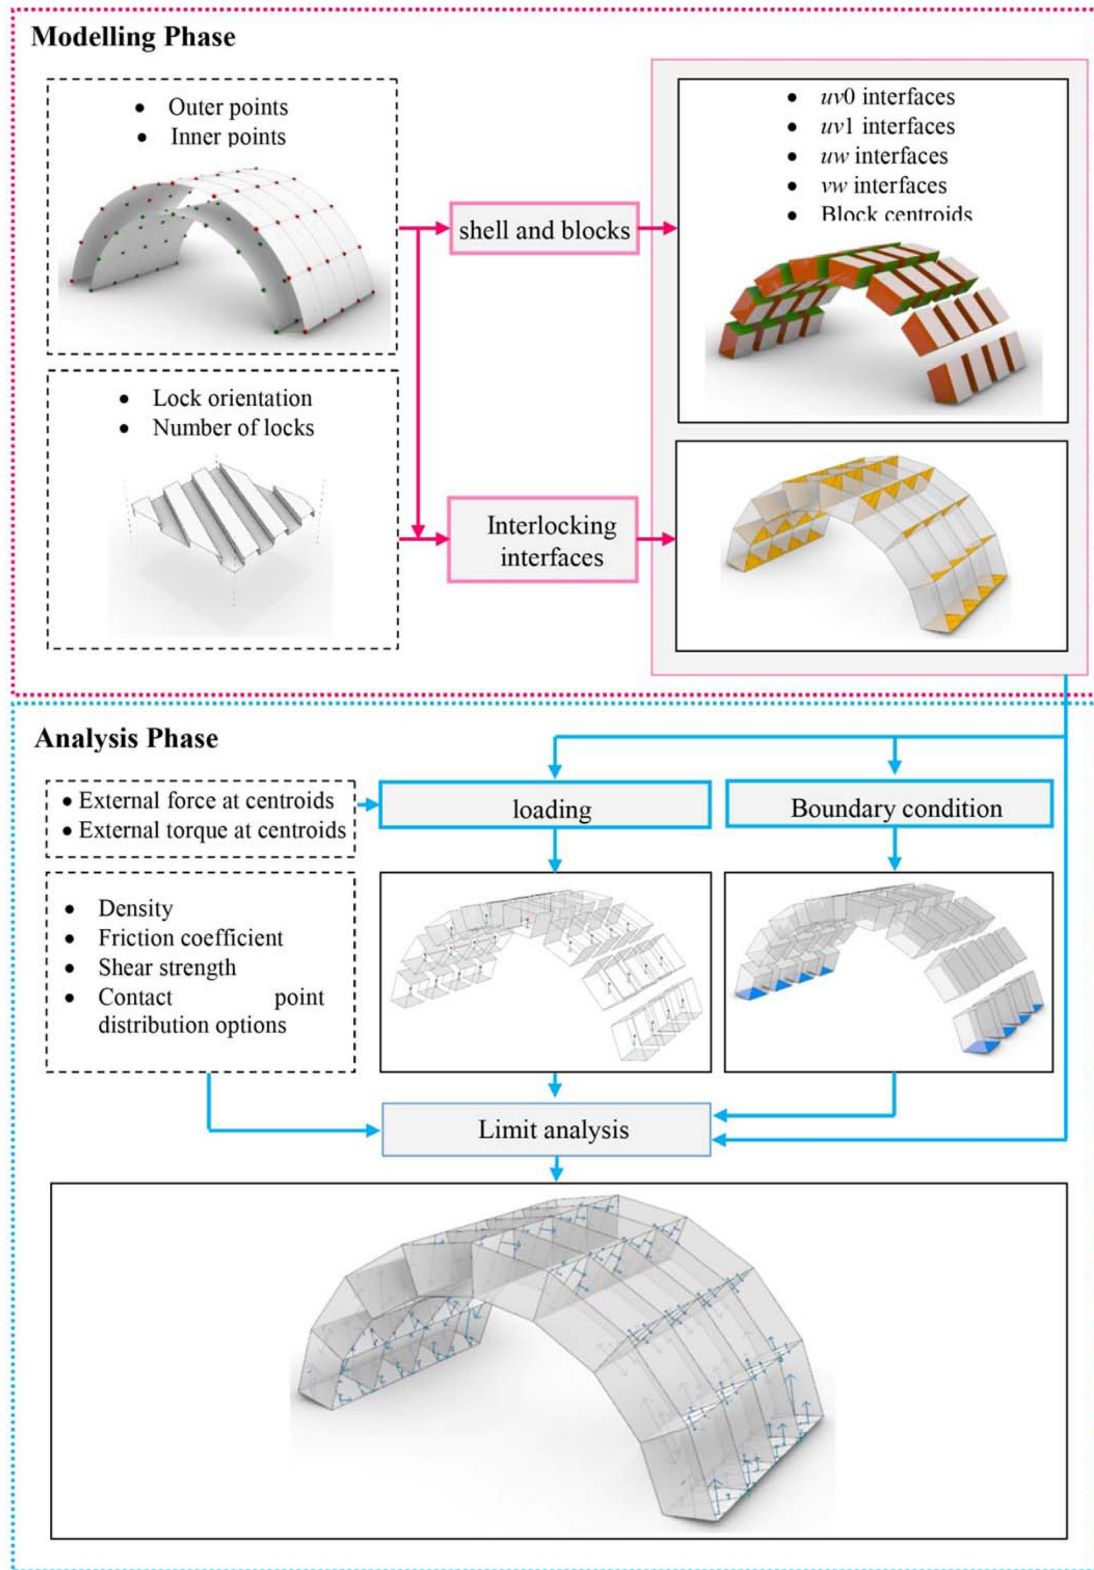 Modelling Phase
• Outer points
• Inner points
shell and blocks
• uv0 interfaces
• uv1 interfaces
• uw interfaces
• vw interfaces
• Block centroids
• Lock orientation
• Number of locks
Interlocking
interfaces
Analysis Phase
• External force at centroids
• External torque at centroids
loading
Boundary condition
• Density
• Friction coefficient
• Shear strength
• Contact point
distribution options
Limit analysis